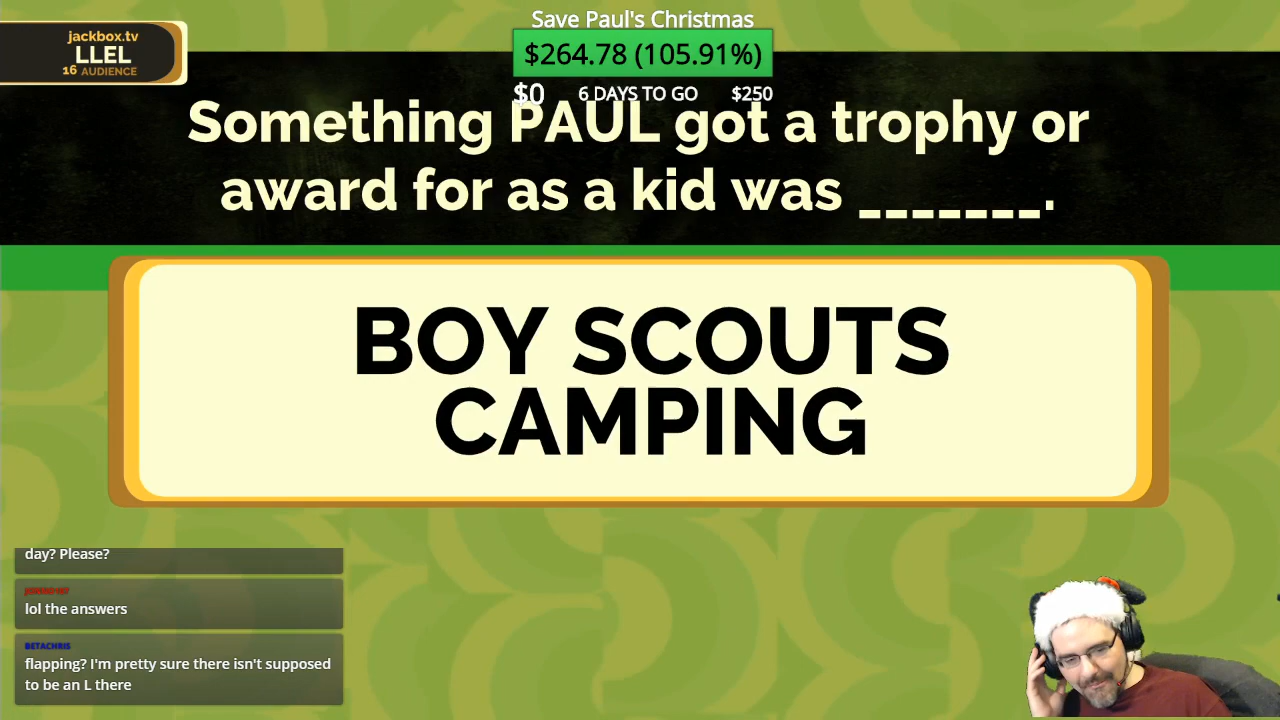 jackbox.tv
LLEL
16 AUDIENCE
Save Paul's Christmas
$264.78 (105.91%)
$0 6 DAYS TO GO $250
Something PAUL got a trophy or
award for as a kid was _______.
BOY SCOUTS
CAMPING
day? Please?
lol the answers
BETACHRIS
flapping? I'm pretty sure there isn't supposed
to be an L there